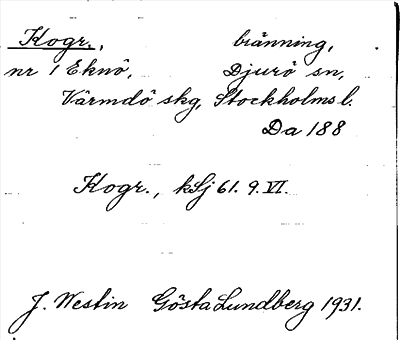 Kogr., bränning,
nr 1 Eknö, Djurö sn,
Värmdö skg, Stockholms l.
Da 188
Kogr., kSj 61. 9. VI.
J. Westin Gösta Lundberg 1931.